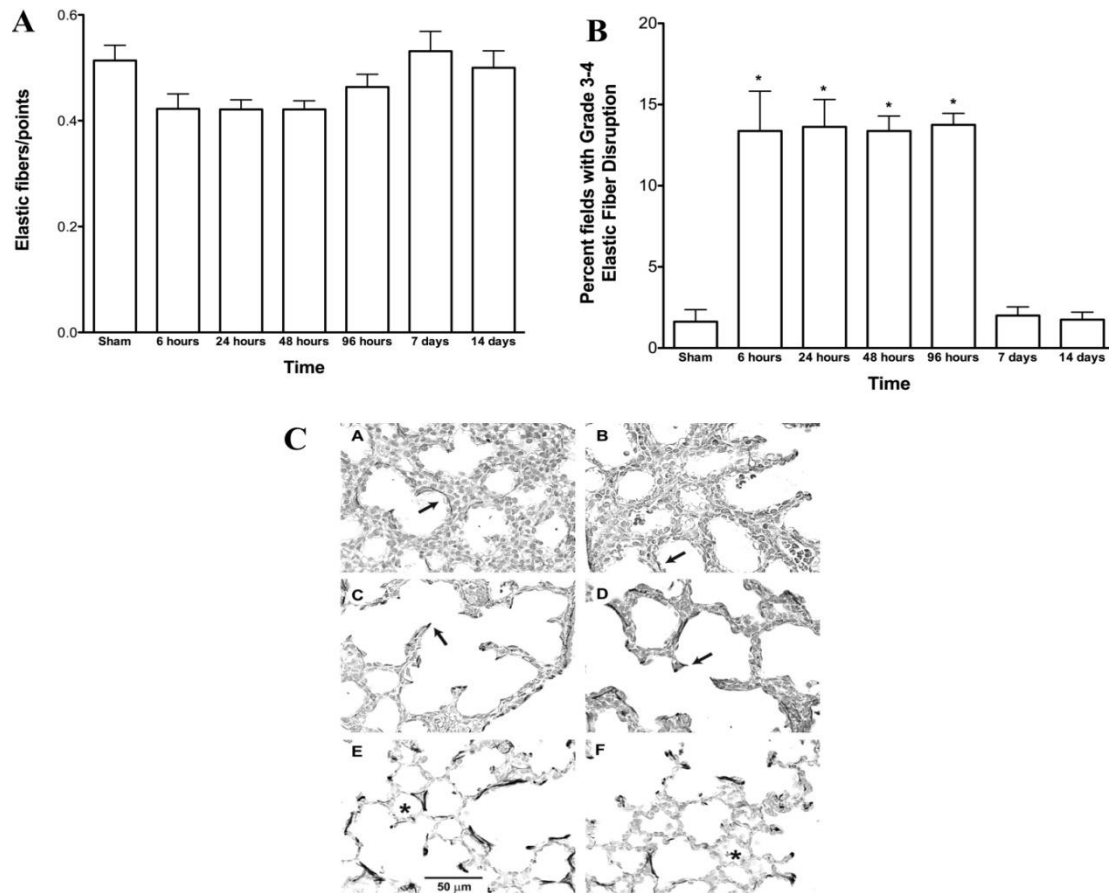 A
Elastic fibers/points
0.6
0.4
0.2
0.0
Sham 6 hours 24 hours 48 hours 96 hours 7 days 14 days
Time
B
Percent fields with Grade 3-4
Elastic Fiber Disruption
20
15
10
5
0
* * * *
Sham 6 hours 24 hours 48 hours 96 hours 7 days 14 days
Time
C
A B
C D
E F
* *
50 μm